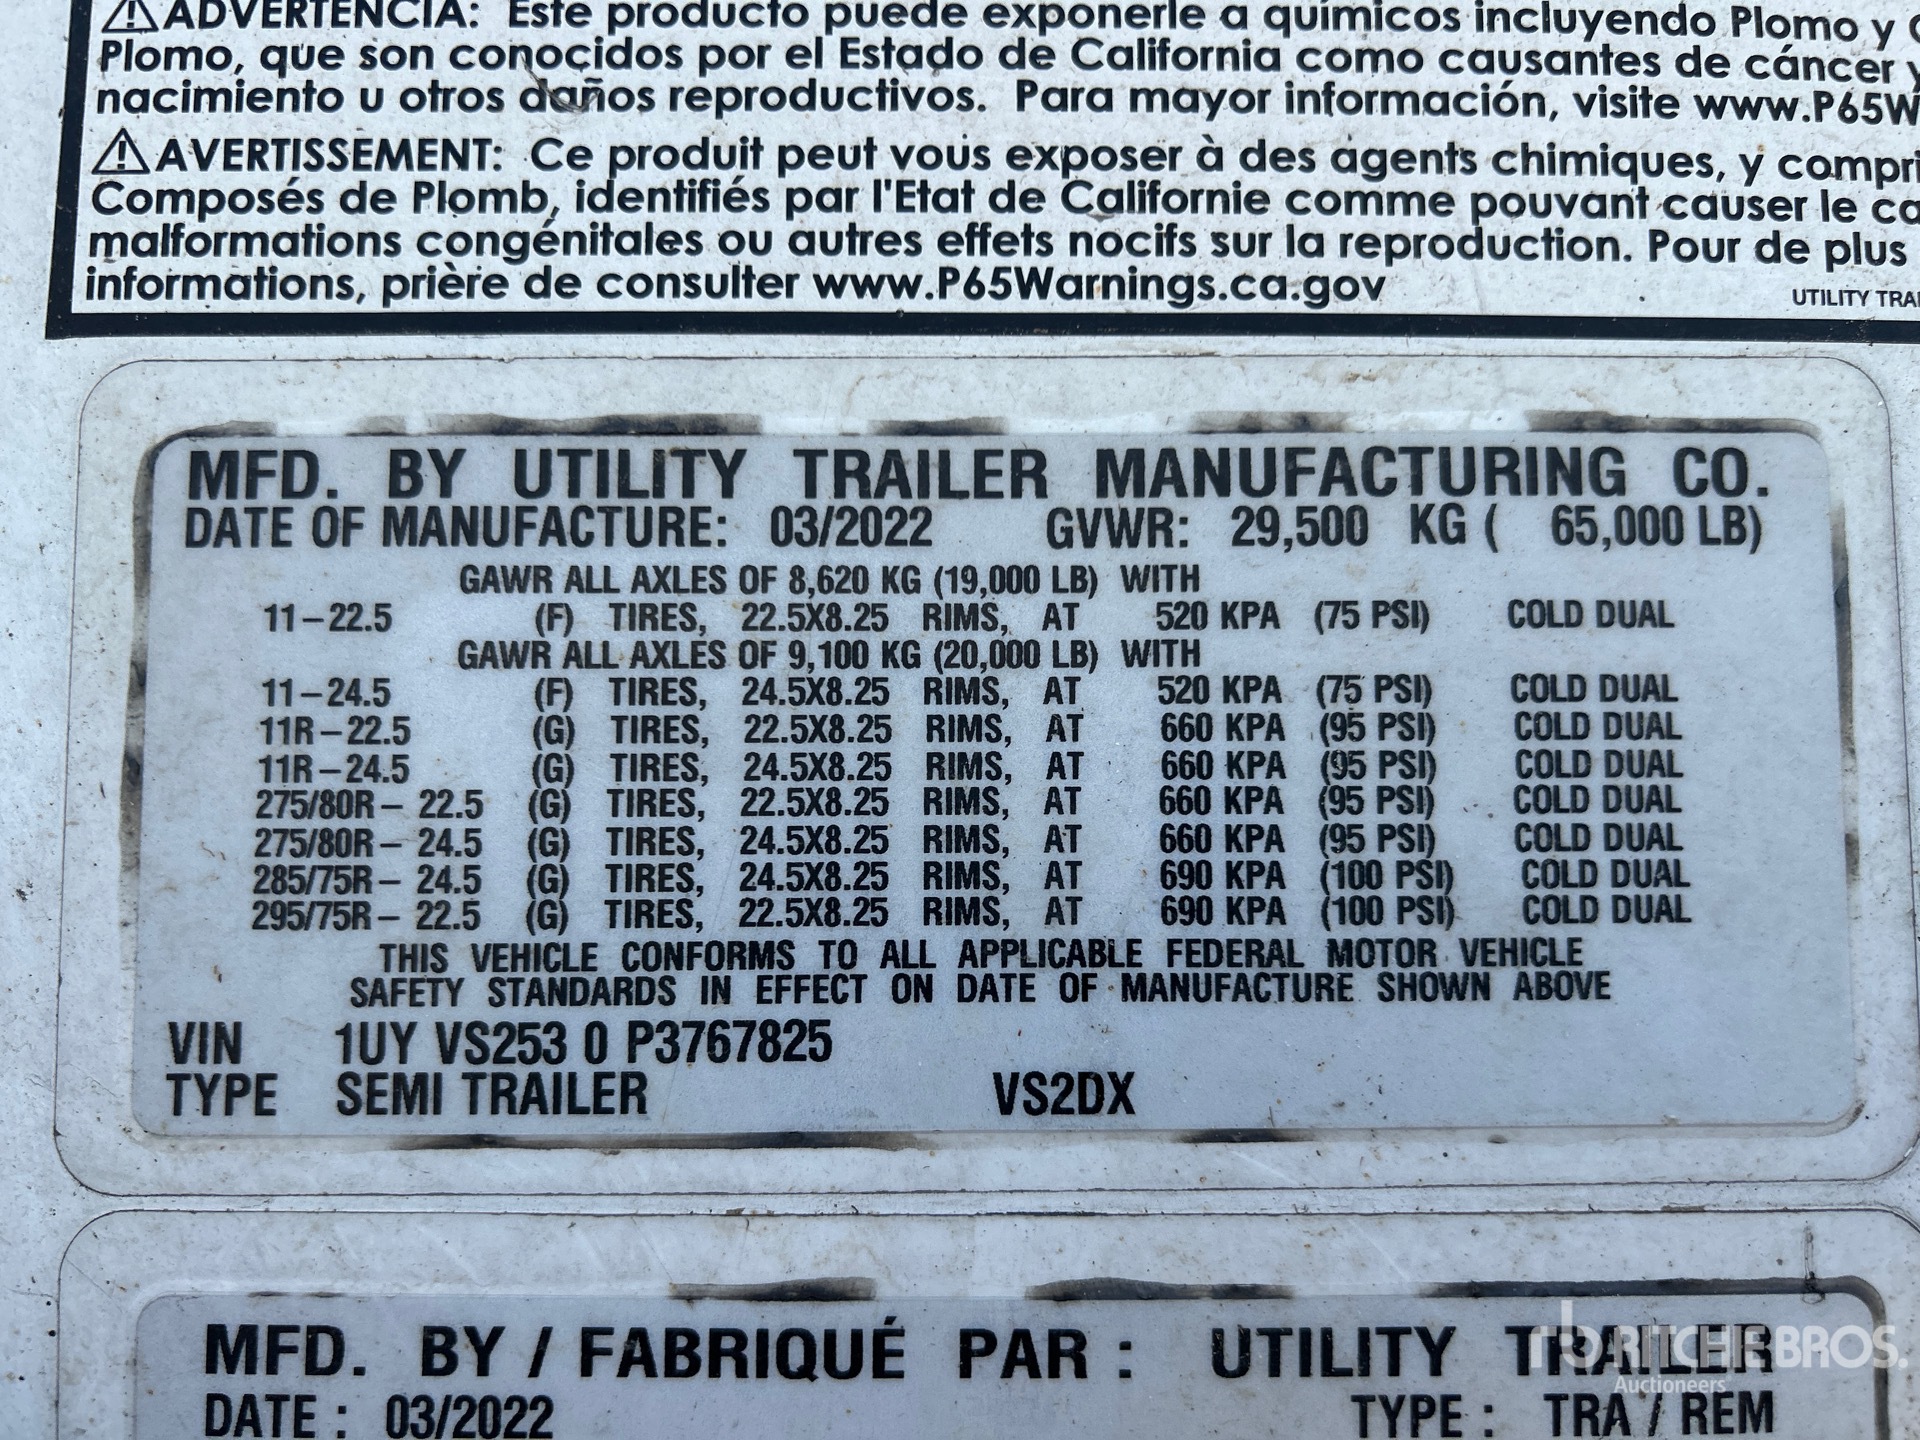 ⚠ADVERTENCIA: Este producto puede exponerle a químicos incluyendo Plomo y
Plomo, que son conocidos por el Estado de California como causantes de cáncer y
nacimiento u otros daños reproductivos. Para mayor información, visite www.P65W
⚠AVERTISSEMENT: Ce produit peut vous exposer à des agents chimiques, y compri
Composés de Plomb, identifiés par l'Etat de Californie comme pouvant causer le ca
malformations congénitales ou autres effets nocifs sur la reproduction. Pour de plus
informations, prière de consulter www.P65Warnings.ca.gov
UTILITY TRAI
MFD. BY UTILITY TRAILER MANUFACTURING CO.
DATE OF MANUFACTURE: 03/2022 GVWR: 29,500 KG ( 65,000 LB)
GAWR ALL AXLES OF 8,620 KG (19,000 LB) WITH
11-22.5 (F) TIRES, 22.5X8.25 RIMS, AT 520 KPA (75 PSI) COLD DUAL
GAWR ALL AXLES OF 9,100 KG (20,000 LB) WITH
11-24.5 (F) TIRES, 24.5X8.25 RIMS, AT 520 KPA (75 PSI) COLD DUAL
11R-22.5 (G) TIRES, 22.5X8.25 RIMS, AT 660 KPA (95 PSI) COLD DUAL
11R-24.5 (G) TIRES, 24.5X8.25 RIMS, AT 660 KPA (95 PSI) COLD DUAL
275/80R- 22.5 (G) TIRES, 22.5X8.25 RIMS, AT 660 KPA (95 PSI) COLD DUAL
275/80R- 24.5 (G) TIRES, 24.5X8.25 RIMS, AT 660 KPA (95 PSI) COLD DUAL
285/75R- 24.5 (G) TIRES, 24.5X8.25 RIMS, AT 690 KPA (100 PSI) COLD DUAL
295/75R- 22.5 (G) TIRES, 22.5X8.25 RIMS, AT 690 KPA (100 PSI) COLD DUAL
THIS VEHICLE CONFORMS TO ALL APPLICABLE FEDERAL MOTOR VEHICLE
SAFETY STANDARDS IN EFFECT ON DATE OF MANUFACTURE SHOWN ABOVE
VIN 1UY VS253 0 P3767825
TYPE SEMI TRAILER VS2DX
MFD. BY / FABRIQUÉ PAR : UTILITY TRAILER
rb RITCHIE BROS.
Auctioneers
DATE : 03/2022 TYPE : TRA / REM